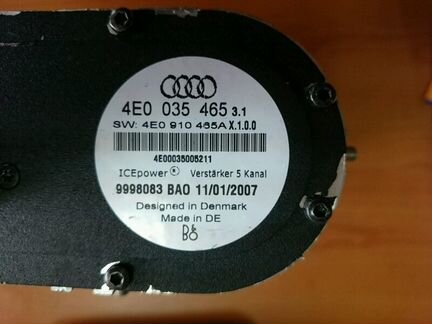 4E0 035 465 3.1
SW: 4E0 910 465A X.1.0.0
4E00035005211
ICEpower® Verstärker 5 Kanal
9998083 BAO 11/01/2007
Designed in Denmark
Made in DE